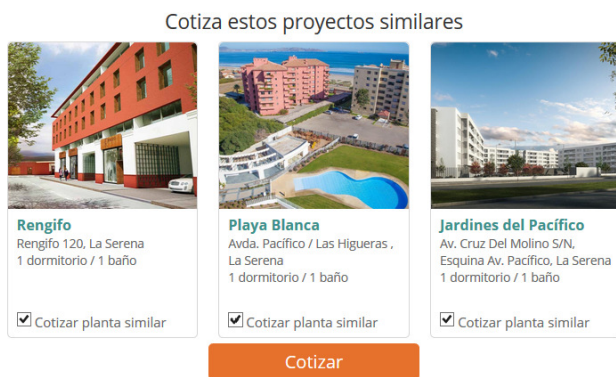 Cotiza estos proyectos similares
Rengifo
Rengifo 120, La Serena
1 dormitorio / 1 baño
Cotizar planta similar
Playa Blanca
Avda. Pacífico / Las Higueras ,
La Serena
1 dormitorio / 1 baño
Cotizar planta similar
Jardines del Pacífico
Av. Cruz Del Molino S/N,
Esquina Av. Pacífico, La Serena
1 dormitorio / 1 baño
Cotizar planta similar
Cotizar